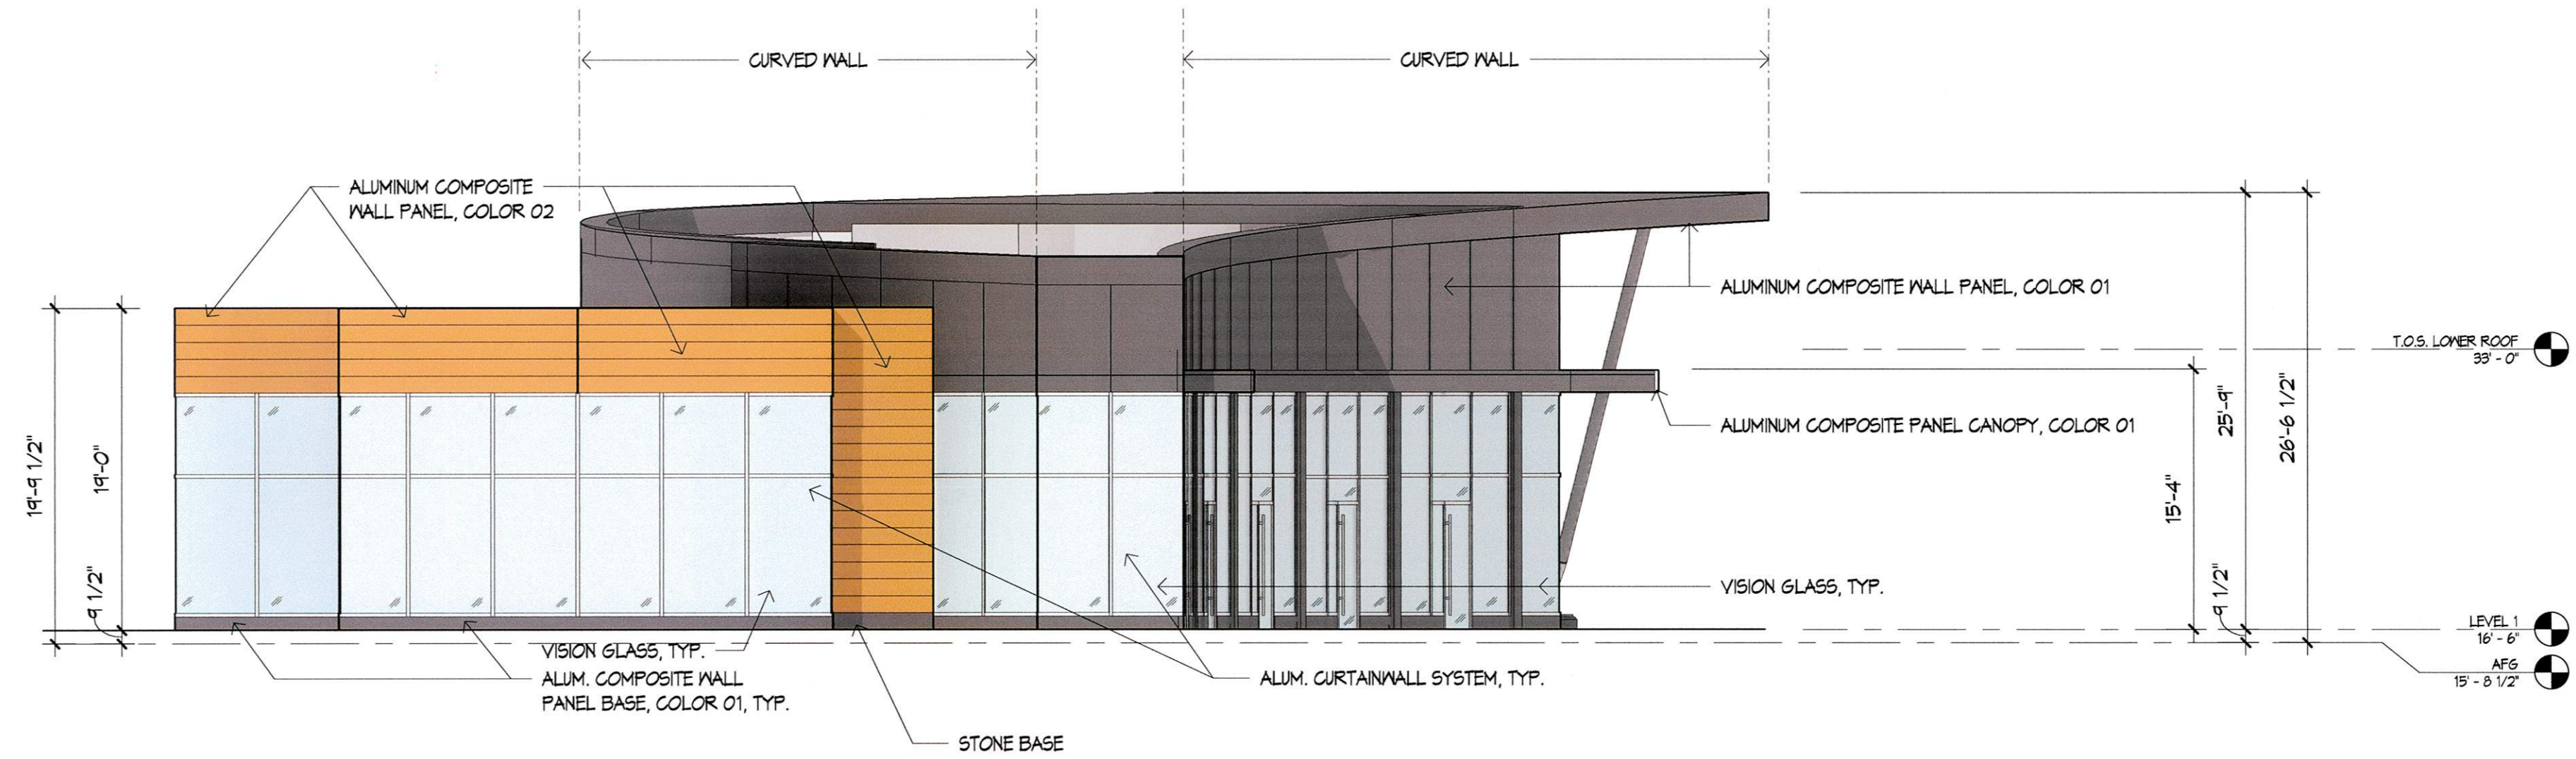 CURVED WALL
CURVED WALL
ALUMINUM COMPOSITE
WALL PANEL, COLOR 02
ALUMINUM COMPOSITE WALL PANEL, COLOR 01
T.O.S. LOWER ROOF
33' - 0"
ALUMINUM COMPOSITE PANEL CANOPY, COLOR 01
19'-9 1/2"
19'-0"
9 1/2"
15'-4"
25'-9"
26'-6 1/2"
9 1/2"
VISION GLASS, TYP.
LEVEL 1
16' - 6"
AFG
15' - 8 1/2"
VISION GLASS, TYP.
ALUM. COMPOSITE WALL
PANEL BASE, COLOR 01, TYP.
ALUM. CURTAINWALL SYSTEM, TYP.
STONE BASE